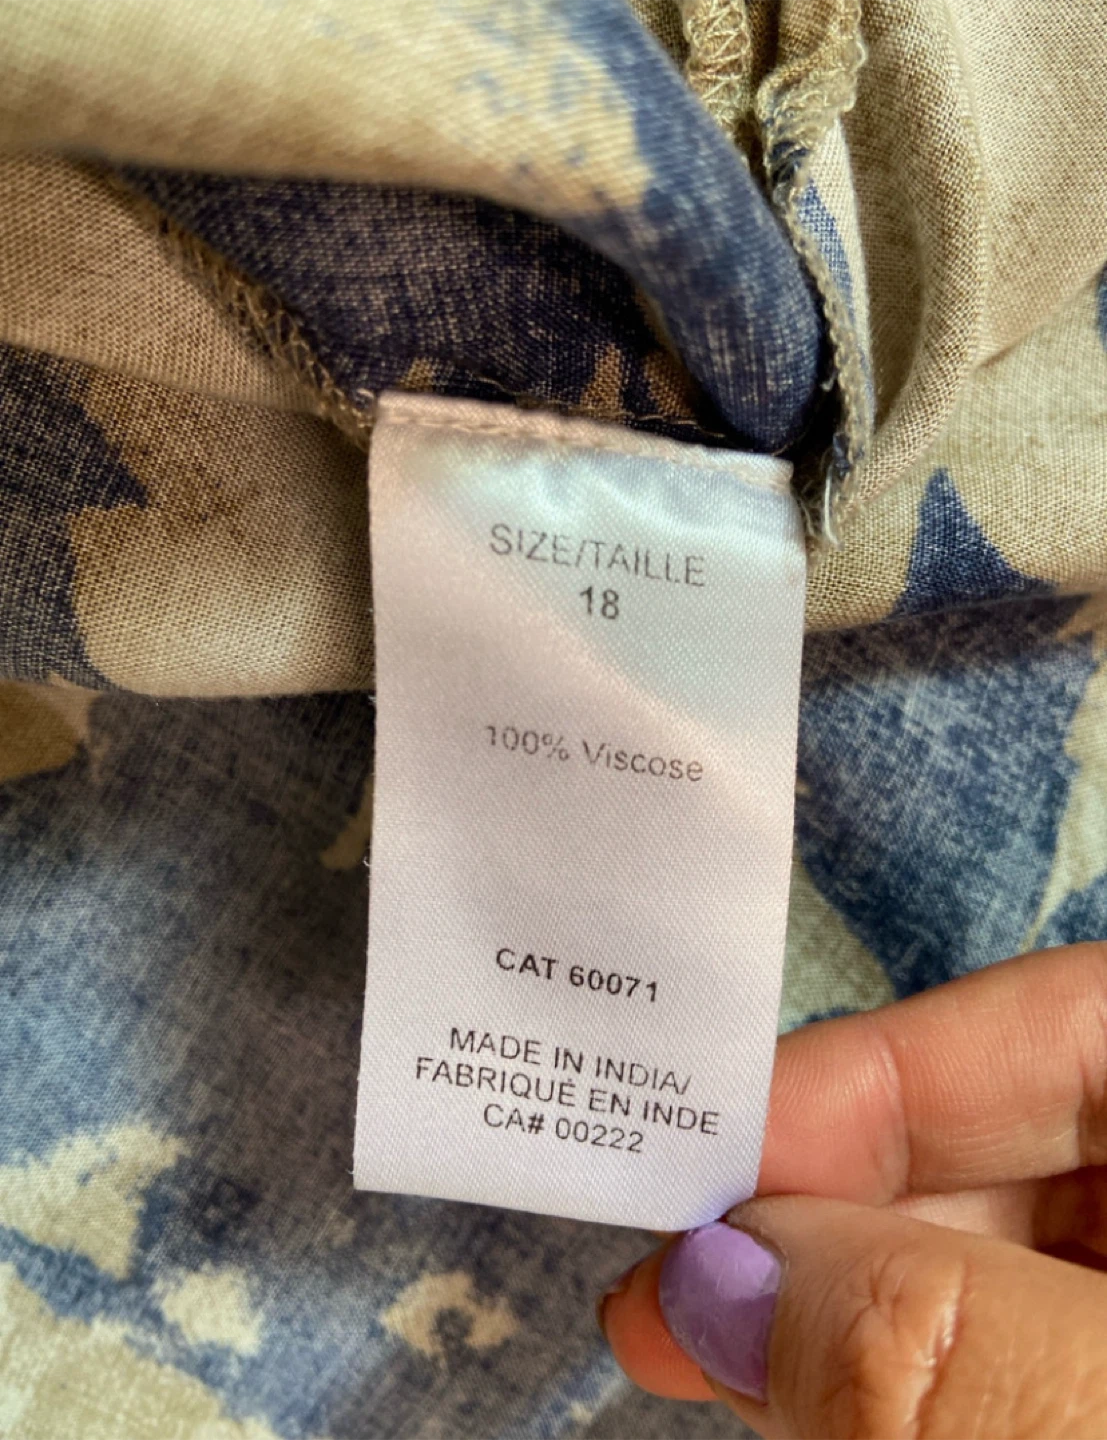 SIZE/TAILLE
18
100% Viscose
CAT 60071
MADE IN INDIA/
FABRIQUÉ EN INDE
CA# 00222